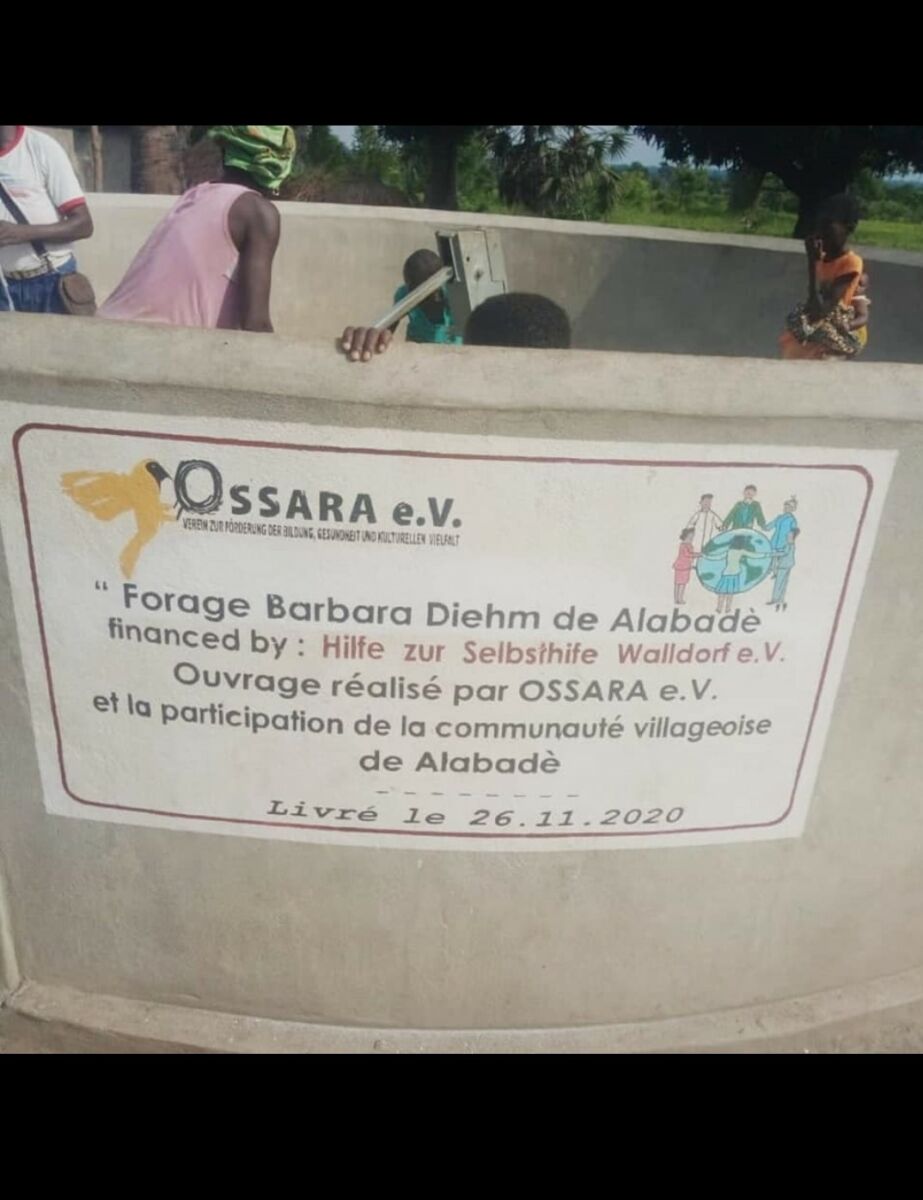 OSSARA e.V.
VEREIN ZUR FÖRDERUNG DER BILDUNG, GESUNDHEIT UND KULTURELLEN VIELFALT
" Forage Barbara Diehm de Alabadè "
financed by : Hilfe zur Selbsthife Walldorf e.V.
Ouvrage réalisé par OSSARA e.V.
et la participation de la communauté villageoise
de Alabadè
--------
Livré le 26.11.2020